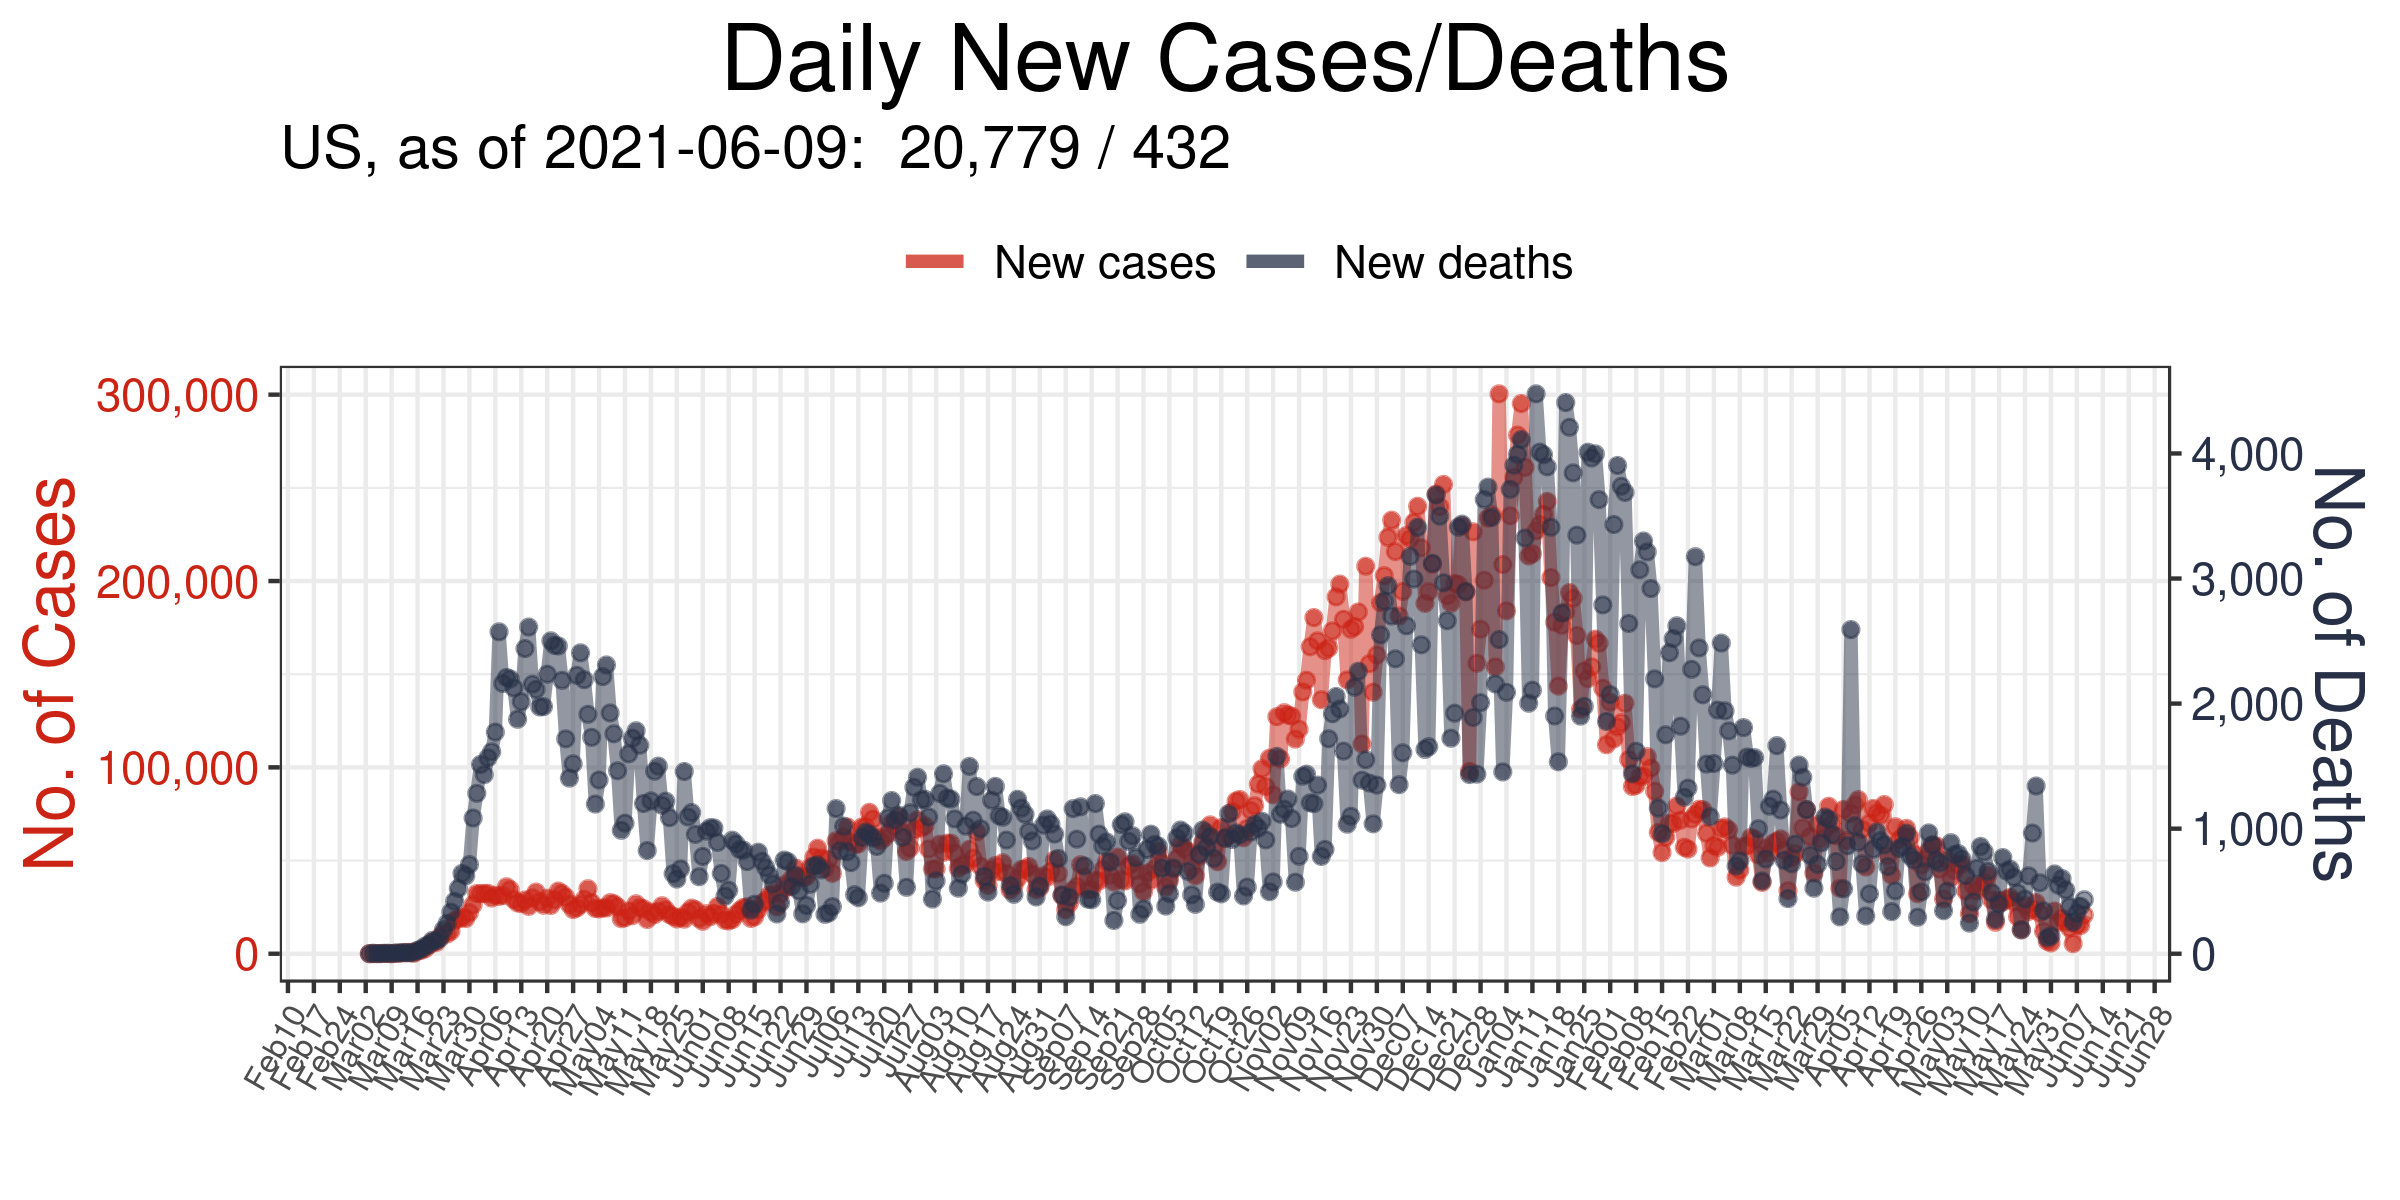 Daily New Cases/Deaths
US, as of 2021-06-09:  20,779 / 432
New cases
New deaths
No. of Cases
300,000
200,000
100,000
0
4,000
3,000
2,000
1,000
0
No. of Deaths
Feb10
Feb17
Feb24
Mar02
Mar09
Mar16
Mar23
Mar30
Apr06
Apr13
Apr20
Apr27
May04
May11
May18
May25
Jun01
Jun08
Jun15
Jun22
Jun29
Jul06
Jul13
Jul20
Jul27
Aug03
Aug10
Aug17
Aug24
Aug31
Sep07
Sep14
Sep21
Sep28
Oct05
Oct12
Oct19
Oct26
Nov02
Nov09
Nov16
Nov23
Nov30
Dec07
Dec14
Dec21
Dec28
Jan04
Jan11
Jan18
Jan25
Feb01
Feb08
Feb15
Feb22
Mar01
Mar08
Mar15
Mar22
Mar29
Apr05
Apr12
Apr19
Apr26
May03
May10
May17
May24
May31
Jun07
Jun14
Jun21
Jun28